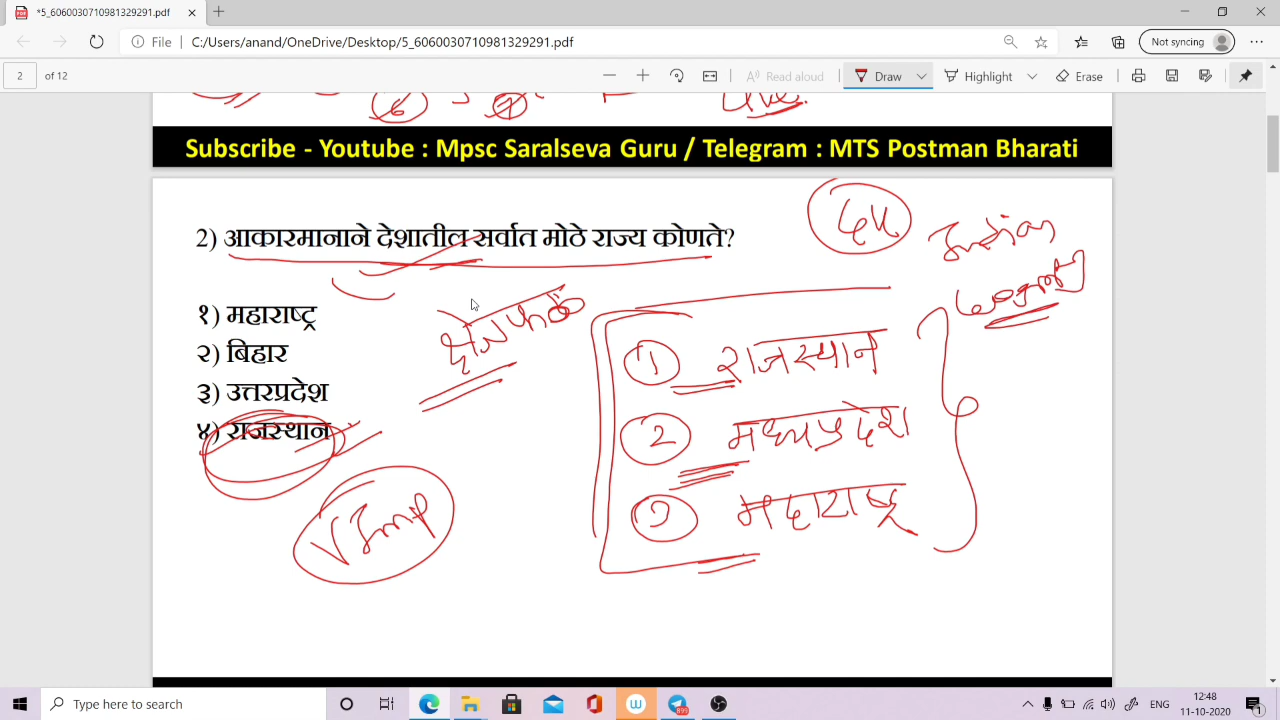 *5_6060030710981329291.pdf
File C:/Users/anand/OneDrive/Desktop/5_6060030710981329291.pdf Not syncing
2 of 12 Read aloud Draw Highlight Erase
Subscribe - Youtube : Mpsc Saralseva Guru / Telegram : MTS Postman Bharati
2) आकारमानाने देशातील सर्वात मोठे राज्य कोणते?
Indian
१) महाराष्ट्र
२) बिहार
३) उत्तरप्रदेश
४) राजस्थान
क्षेत्रफळ
1 राजस्थान
2 मध्यप्रदेश
महाराष्ट्र
VImp
Type here to search
ENG
12:48
11-10-2020